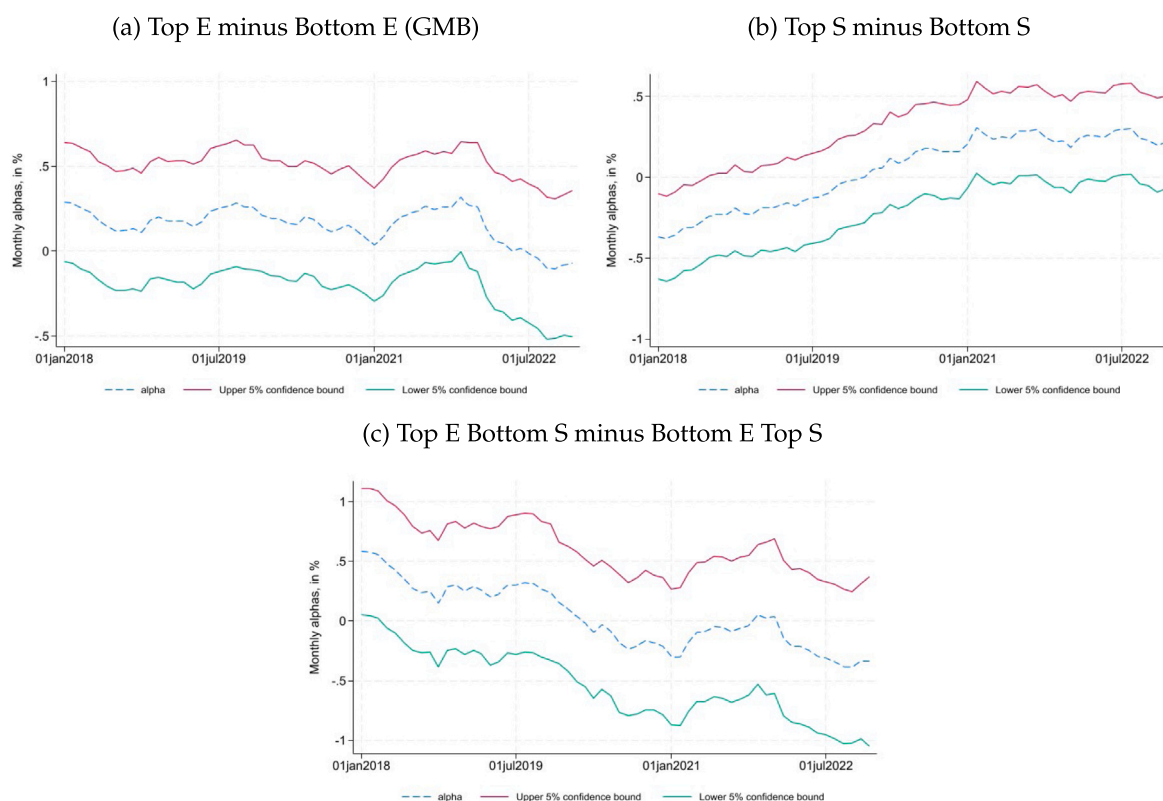 (a) Top E minus Bottom E (GMB)
(b) Top S minus Bottom S
1
.5
0
-.5
Monthly alphas, in %
01jan2018 01jul2019 01jan2021 01jul2022
alpha Upper 5% confidence bound Lower 5% confidence bound
.5
0
-.5
-1
Monthly alphas, in %
01jan2018 01jul2019 01jan2021 01jul2022
alpha Upper 5% confidence bound Lower 5% confidence bound
(c) Top E Bottom S minus Bottom E Top S
1
.5
0
-.5
-1
Monthly alphas, in %
01jan2018 01jul2019 01jan2021 01jul2022
alpha Upper 5% confidence bound Lower 5% confidence bound